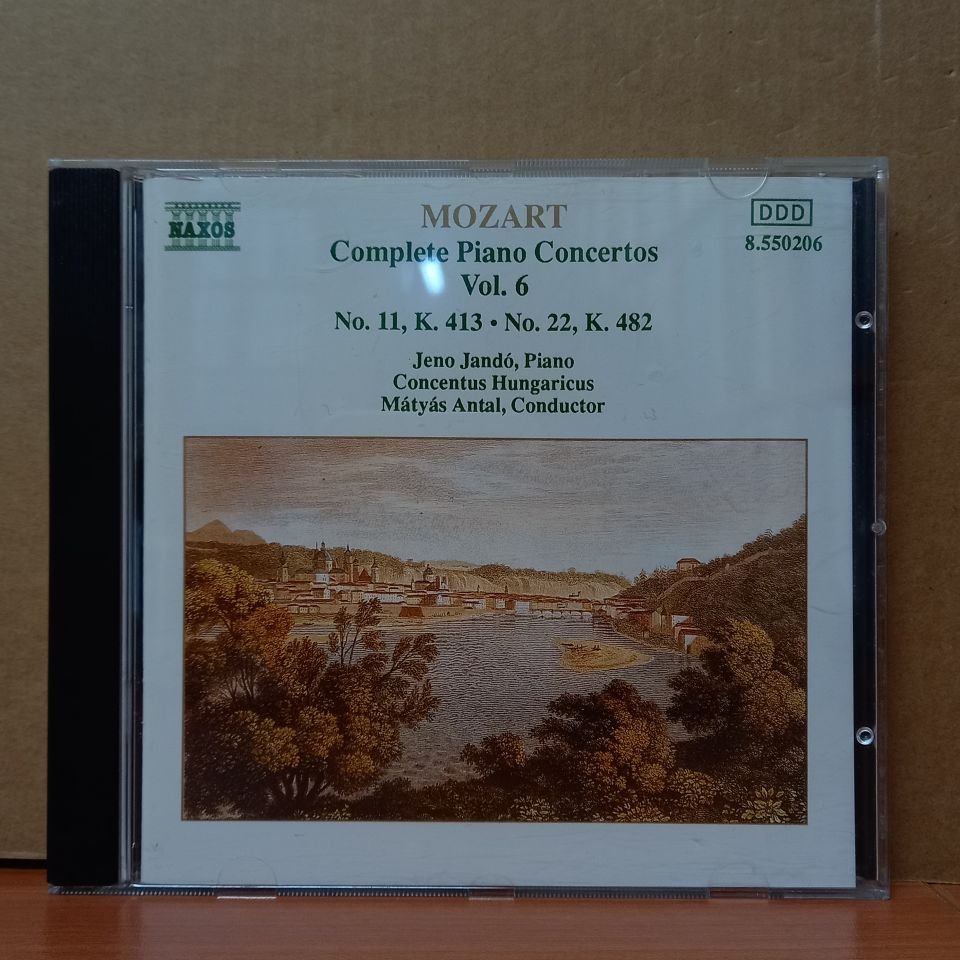 NAXOS
MOZART
DDD
8.550206
Complete Piano Concertos
Vol. 6
No. 11, K. 413 • No. 22, K. 482
Jeno Jandó, Piano
Concentus Hungaricus
Mátyás Antal, Conductor